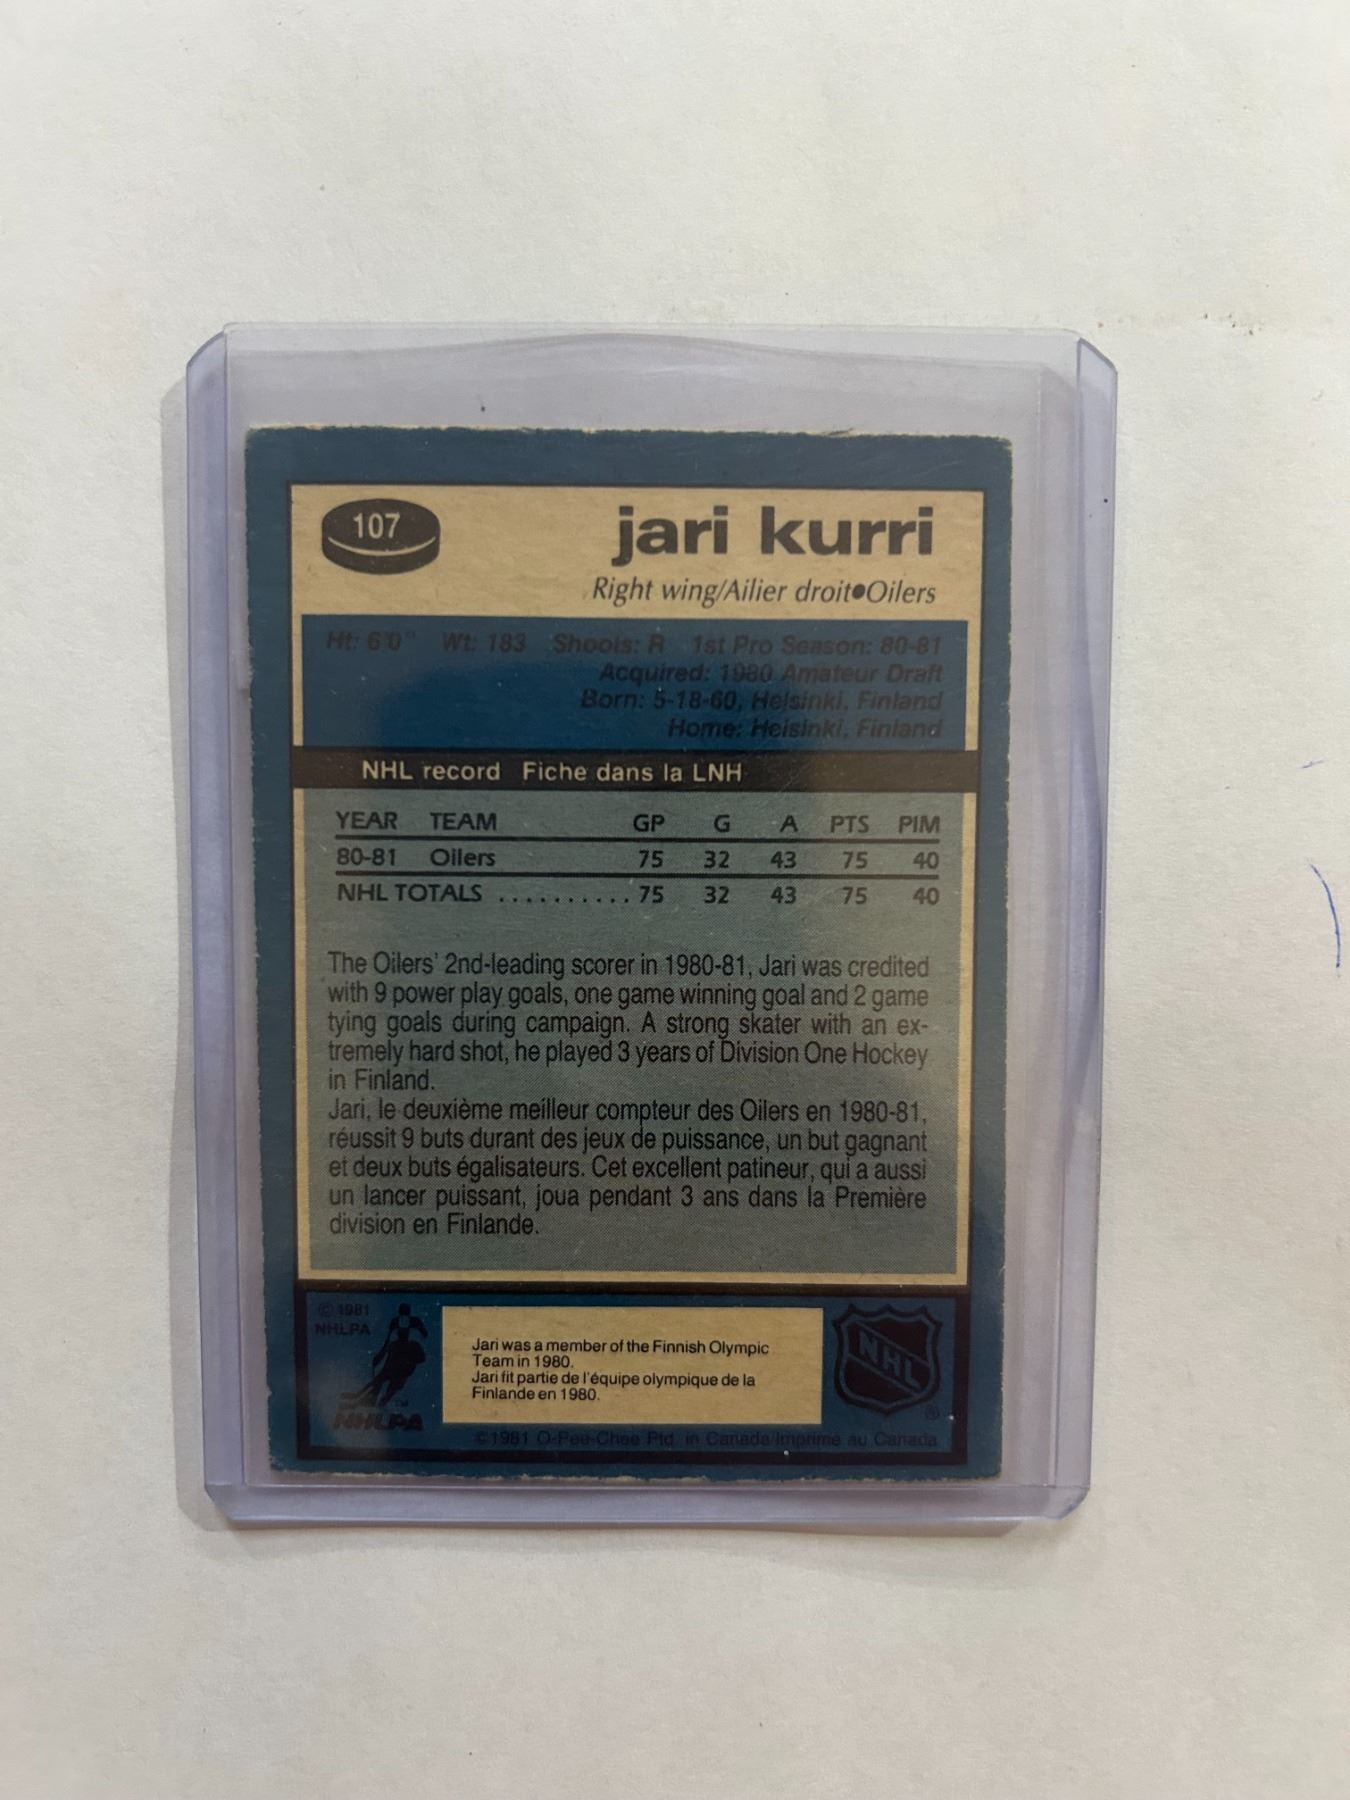 107
jari kurri
Right wing/Ailier droit●Oilers
Ht: 6'0" Wt: 183 Shoots: R 1st Pro Season: 80-81
Acquired: 1980 Amateur Draft
Born: 5-18-60, Helsinki, Finland
Home: Helsinki, Finland
NHL record Fiche dans la LNH
YEAR TEAM GP G A PTS PIM
80-81 Oilers 75 32 43 75 40
NHL TOTALS .......... 75 32 43 75 40
The Oilers' 2nd-leading scorer in 1980-81, Jari was credited
with 9 power play goals, one game winning goal and 2 game
tying goals during campaign. A strong skater with an ex-
tremely hard shot, he played 3 years of Division One Hockey
in Finland.
Jari, le deuxième meilleur compteur des Oilers en 1980-81,
réussit 9 buts durant des jeux de puissance, un but gagnant
et deux buts égalisateurs. Cet excellent patineur, qui a aussi
un lancer puissant, joua pendant 3 ans dans la Première
division en Finlande.
© 1981
NHLPA
NHLPA
TM
Jari was a member of the Finnish Olympic
Team in 1980.
Jari fit partie de l'équipe olympique de la
Finlande en 1980.
NHL
®
© 1981 O-Pee-Chee Ptd. in Canada/Imprimé au Canada